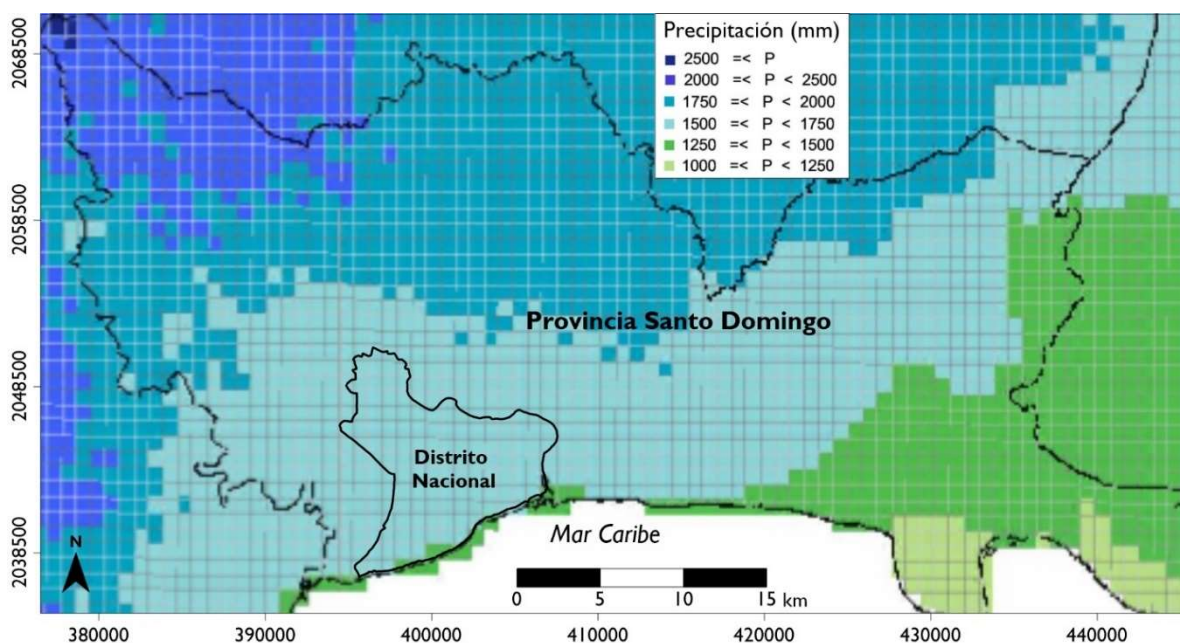 Precipitación (mm)
2500 =< P
2000 =< P < 2500
1750 =< P < 2000
1500 =< P < 1750
1250 =< P < 1500
1000 =< P < 1250
2068500
2058500
2048500
2038500
Provincia Santo Domingo
Distrito
Nacional
Mar Caribe
N
0 5 10 15 km
380000 390000 400000 410000 420000 430000 440000